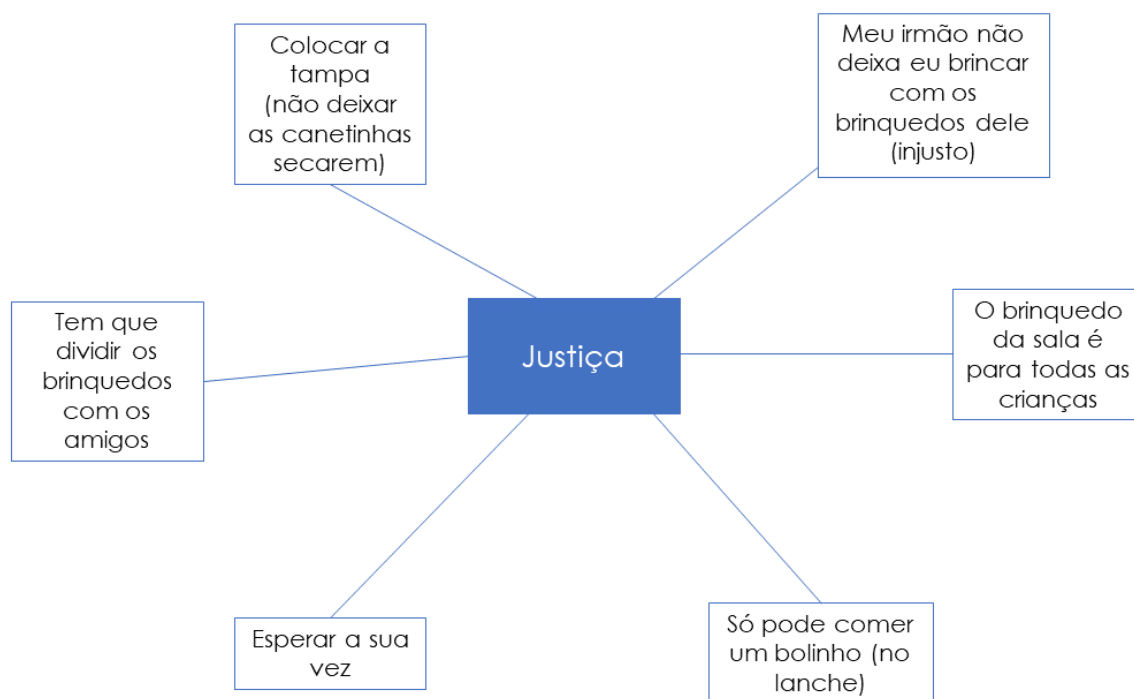 Colocar a
tampa
(não deixar
as canetinhas
secarem)
Meu irmão não
deixa eu brincar
com os
brinquedos dele
(injusto)
Tem que
dividir os
brinquedos
com os
amigos
Justiça
O brinquedo
da sala é
para todas as
crianças
Esperar a sua
vez
Só pode comer
um bolinho (no
lanche)